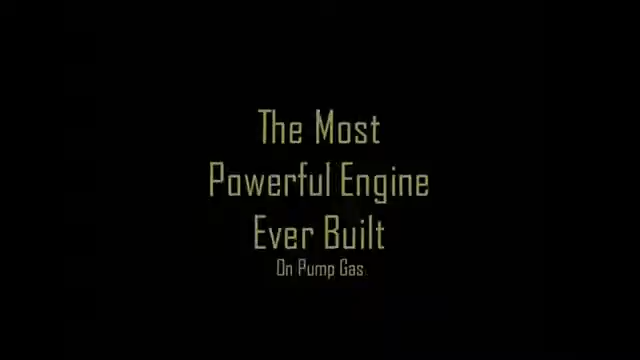 The Most
Powerful Engine
Ever Built
On Pump Gas